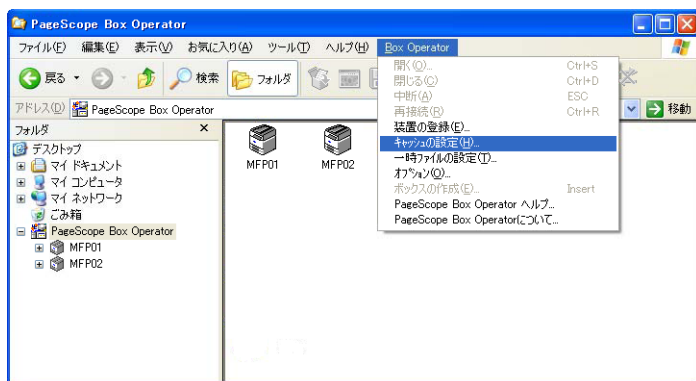 PageScope Box Operator
ファイル(F) 編集(E) 表示(V) お気に入り(A) ツール(T) ヘルプ(H) Box Operator
戻る 検索 フォルダ
アドレス(D) PageScope Box Operator 移動
フォルダ ×
デスクトップ
マイ ドキュメント
マイ コンピュータ
マイ ネットワーク
ごみ箱
PageScope Box Operator
MFP01
MFP02
MFP01 MFP02
開く(O)... Ctrl+S
閉じる(C) Ctrl+D
中断(A) ESC
再接続(R) Ctrl+R
装置の登録(E)...
キャッシュの設定(H)...
一時ファイルの設定(T)...
オプション(O)...
ボックスの作成(E)... Insert
PageScope Box Operator ヘルプ...
PageScope Box Operatorについて...